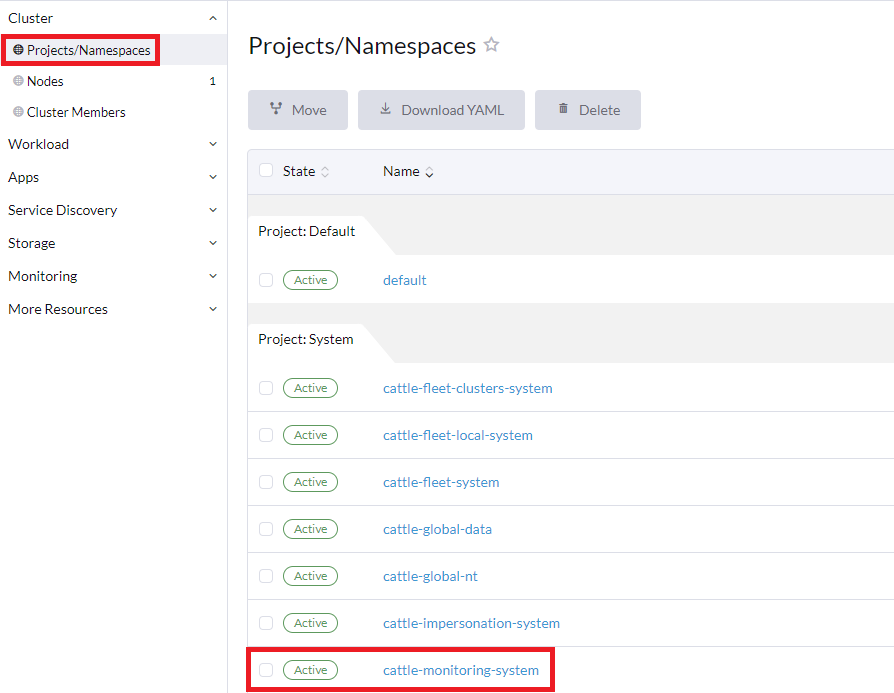 Cluster
Projects/Namespaces
Nodes 1
Cluster Members
Workload
Apps
Service Discovery
Storage
Monitoring
More Resources
Projects/Namespaces
Move Download YAML Delete
State Name
Project: Default
Active default
Project: System
Active cattle-fleet-clusters-system
Active cattle-fleet-local-system
Active cattle-fleet-system
Active cattle-global-data
Active cattle-global-nt
Active cattle-impersonation-system
Active cattle-monitoring-system